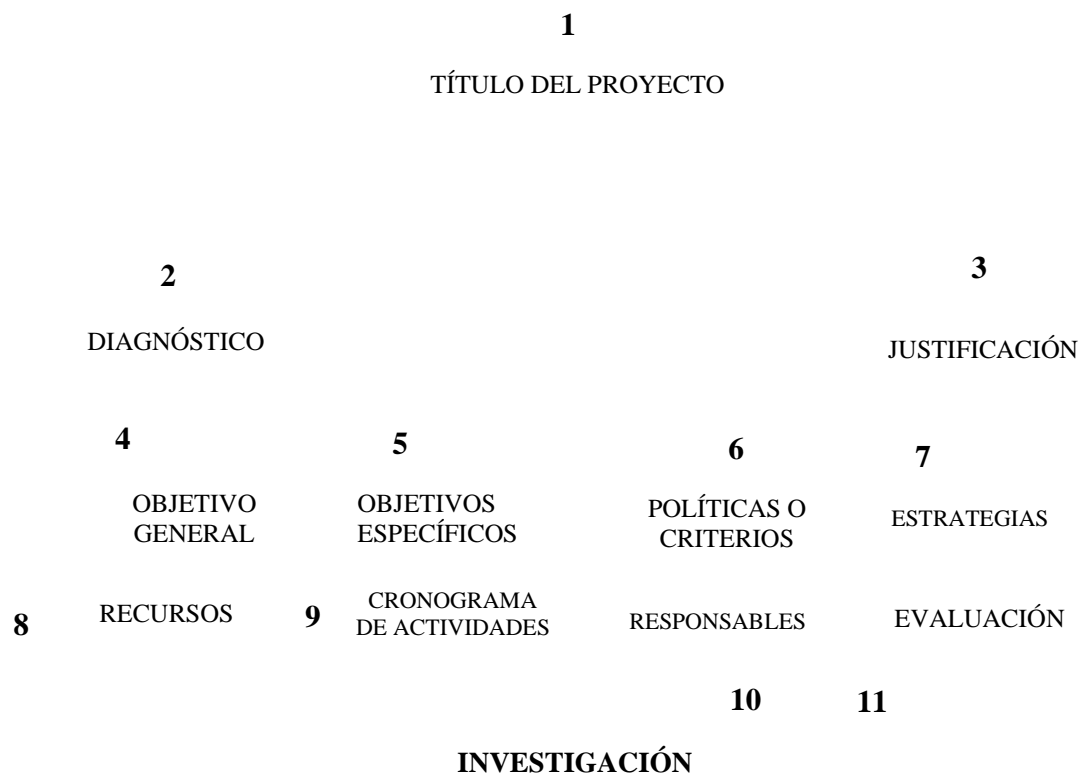 1
TÍTULO DEL PROYECTO
2
3
DIAGNÓSTICO
JUSTIFICACIÓN
4
5
6
7
OBJETIVO
GENERAL
OBJETIVOS
ESPECÍFICOS
POLÍTICAS O
CRITERIOS
ESTRATEGIAS
8
RECURSOS
9
CRONOGRAMA
DE ACTIVIDADES
RESPONSABLES
EVALUACIÓN
10
11
INVESTIGACIÓN